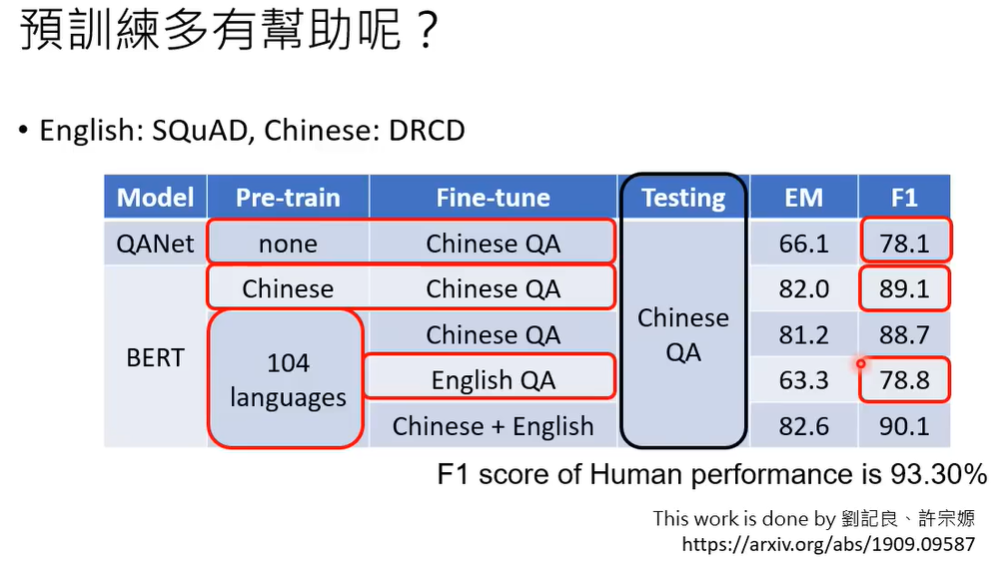 預訓練多有幫助呢？
• English: SQuAD, Chinese: DRCD
Model Pre-train Fine-tune Testing EM F1
QANet none Chinese QA 66.1 78.1
BERT Chinese Chinese QA 82.0 89.1
104 languages Chinese QA Chinese QA 81.2 88.7
English QA 63.3 78.8
Chinese + English 82.6 90.1
F1 score of Human performance is 93.30%
This work is done by 劉記良、許宗嫄
https://arxiv.org/abs/1909.09587